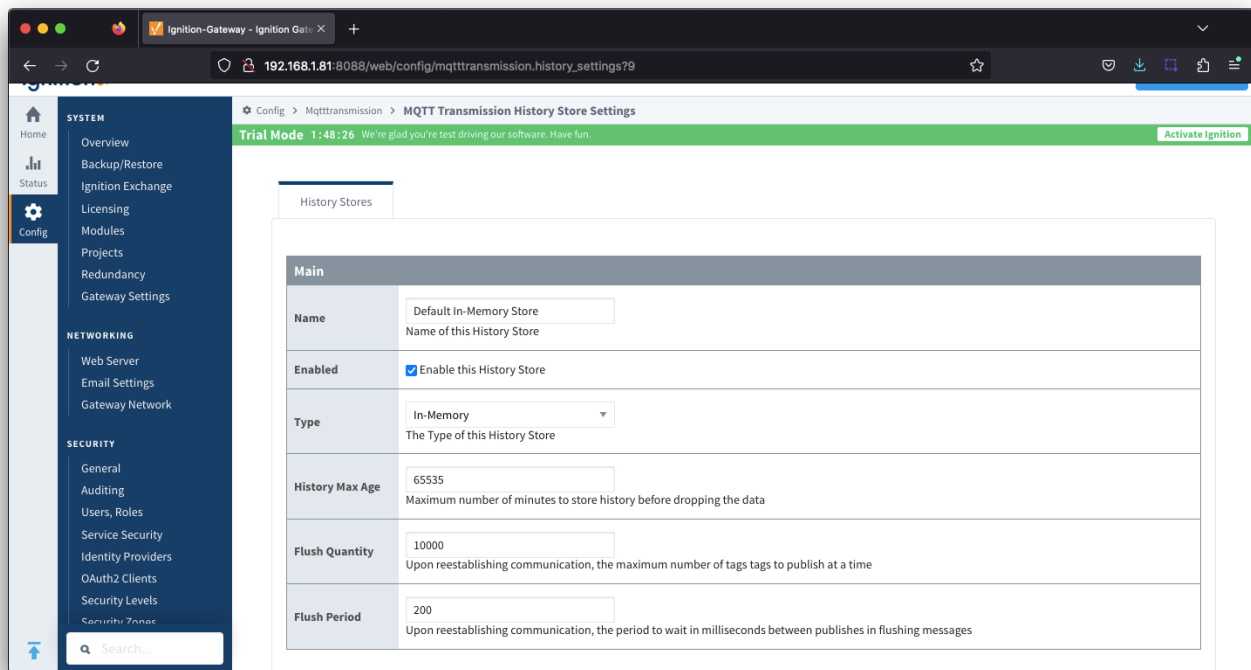 Ignition-Gateway - Ignition Gate
192.168.1.81:8088/web/config/mqtttransmission.history_settings?9
Config > Mqtttransmission > MQTT Transmission History Store Settings
Trial Mode 1:48:26 We're glad you're test driving our software. Have fun.
Activate Ignition
Home
Status
Config
SYSTEM
Overview
Backup/Restore
Ignition Exchange
Licensing
Modules
Projects
Redundancy
Gateway Settings
NETWORKING
Web Server
Email Settings
Gateway Network
SECURITY
General
Auditing
Users, Roles
Service Security
Identity Providers
OAuth2 Clients
Security Levels
Security Zones
Search...
History Stores
Main
Name
Default In-Memory Store
Name of this History Store
Enabled
Enable this History Store
Type
In-Memory
The Type of this History Store
History Max Age
65535
Maximum number of minutes to store history before dropping the data
Flush Quantity
10000
Upon reestablishing communication, the maximum number of tags tags to publish at a time
Flush Period
200
Upon reestablishing communication, the period to wait in milliseconds between publishes in flushing messages